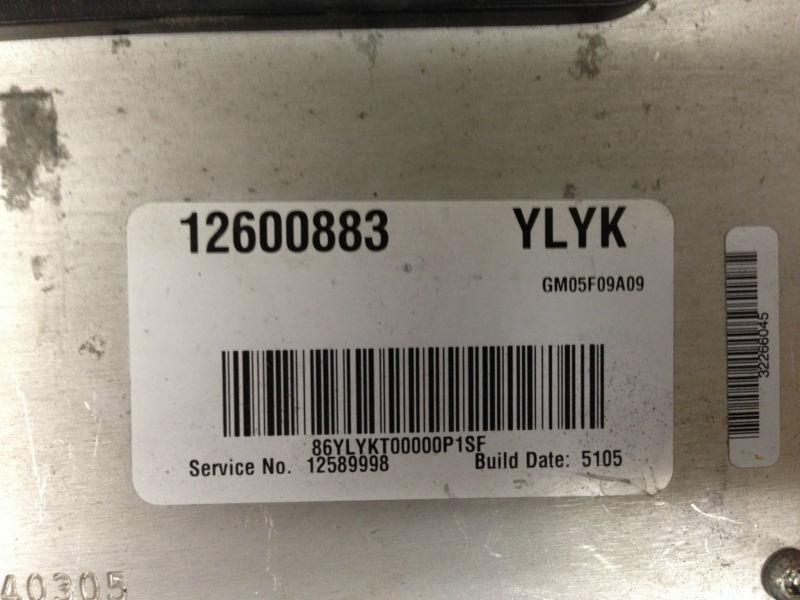 12600883 YLYK
GM05F09A09
86YLYKT00000P1SF
Service No. 12589998 Build Date: 5105
32266045
40305